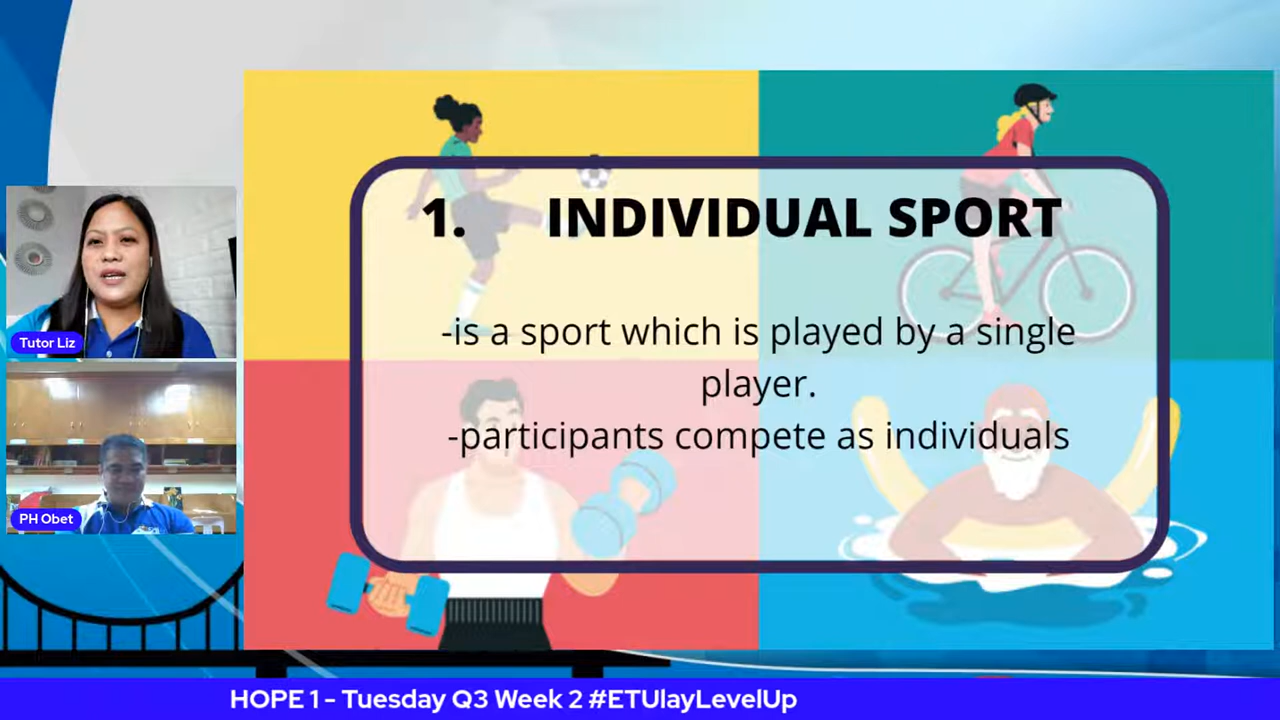 1. INDIVIDUAL SPORT
-is a sport which is played by a single
player.
-participants compete as individuals
Tutor Liz
PH Obet
HOPE 1 - Tuesday Q3 Week 2 #ETUlayLevelUp